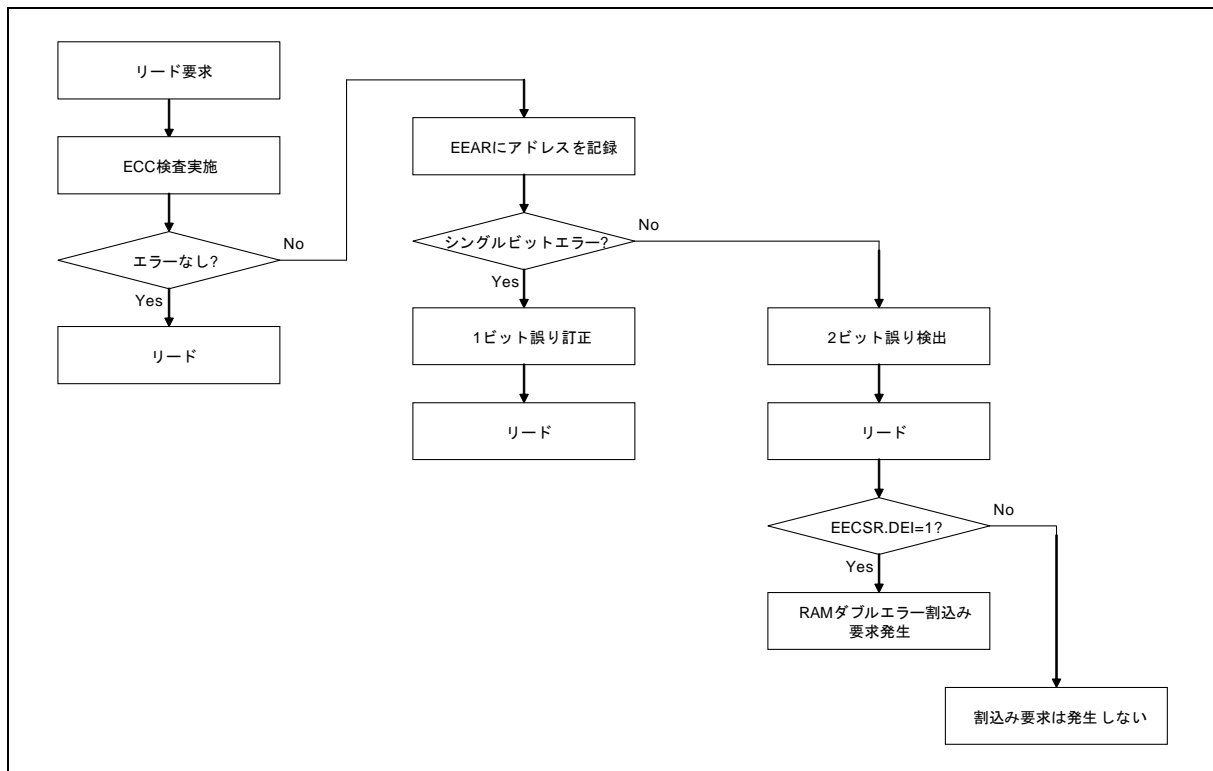 リード要求
ECC検査実施
エラーなし?
No
Yes
リード
EEARにアドレスを記録
シングルビットエラー?
No
Yes
1ビット誤り訂正
リード
2ビット誤り検出
リード
EECSR.DEI=1?
No
Yes
RAMダブルエラー割込み
要求発生
割込み要求は発生しない